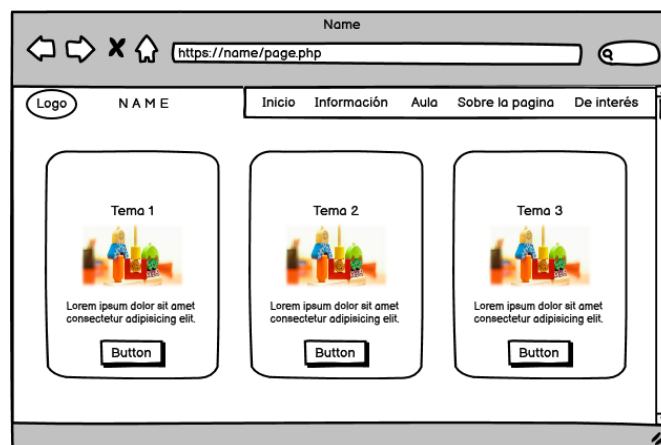 Name
https://name/page.php
Logo
N A M E
Inicio Información Aula Sobre la pagina De interés
Tema 1
Lorem ipsum dolor sit amet
consectetur adipisicing elit.
Button
Tema 2
Lorem ipsum dolor sit amet
consectetur adipisicing elit.
Button
Tema 3
Lorem ipsum dolor sit amet
consectetur adipisicing elit.
Button